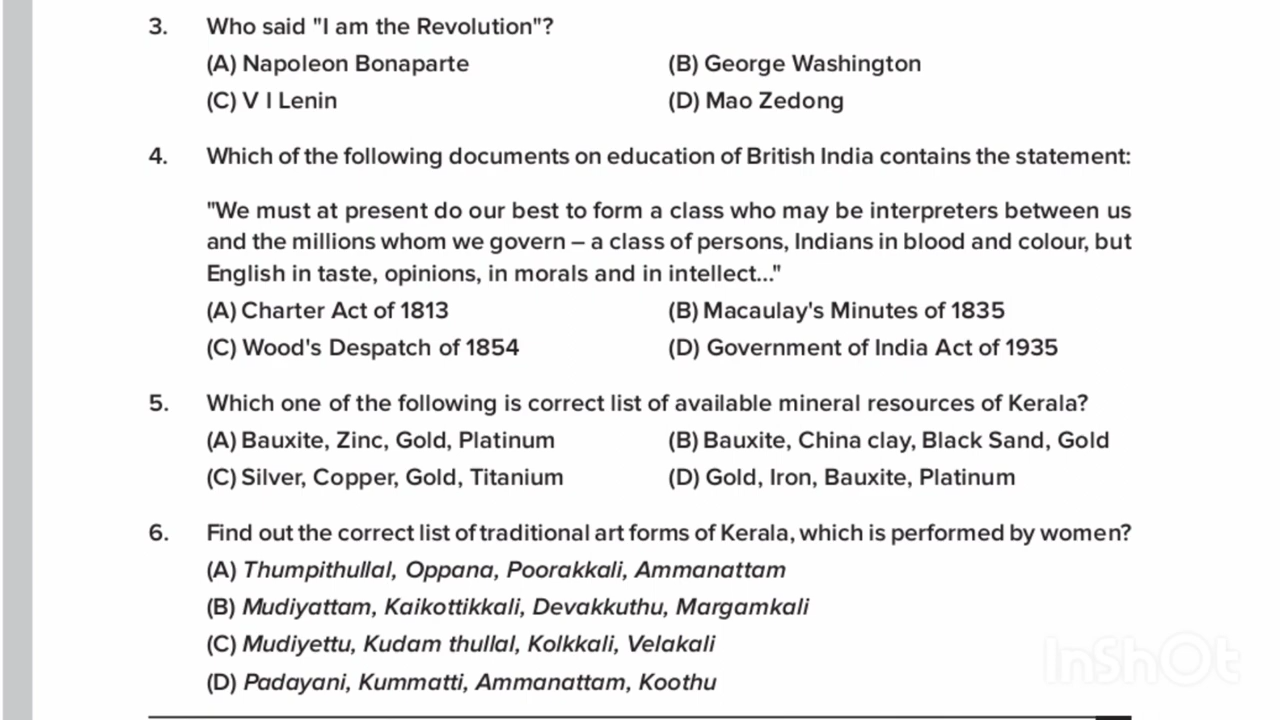 3. Who said "I am the Revolution"?
(A) Napoleon Bonaparte (B) George Washington
(C) V I Lenin (D) Mao Zedong
4. Which of the following documents on education of British India contains the statement:
"We must at present do our best to form a class who may be interpreters between us
and the millions whom we govern – a class of persons, Indians in blood and colour, but
English in taste, opinions, in morals and in intellect..."
(A) Charter Act of 1813 (B) Macaulay's Minutes of 1835
(C) Wood's Despatch of 1854 (D) Government of India Act of 1935
5. Which one of the following is correct list of available mineral resources of Kerala?
(A) Bauxite, Zinc, Gold, Platinum (B) Bauxite, China clay, Black Sand, Gold
(C) Silver, Copper, Gold, Titanium (D) Gold, Iron, Bauxite, Platinum
6. Find out the correct list of traditional art forms of Kerala, which is performed by women?
(A) Thumpithullal, Oppana, Poorakkali, Ammanattam
(B) Mudiyattam, Kaikottikkali, Devakkuthu, Margamkali
(C) Mudiyettu, Kudam thullal, Kolkkali, Velakali
(D) Padayani, Kummatti, Ammanattam, Koothu
InShOt